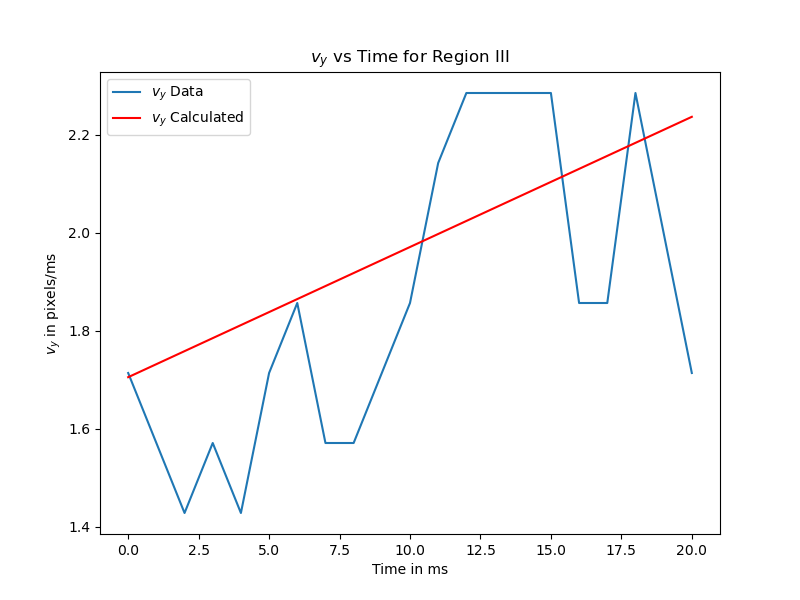 v_y vs Time for Region III
v_y Data
v_y Calculated
2.2
2.0
1.8
1.6
1.4
v_y in pixels/ms
0.0 2.5 5.0 7.5 10.0 12.5 15.0 17.5 20.0
Time in ms